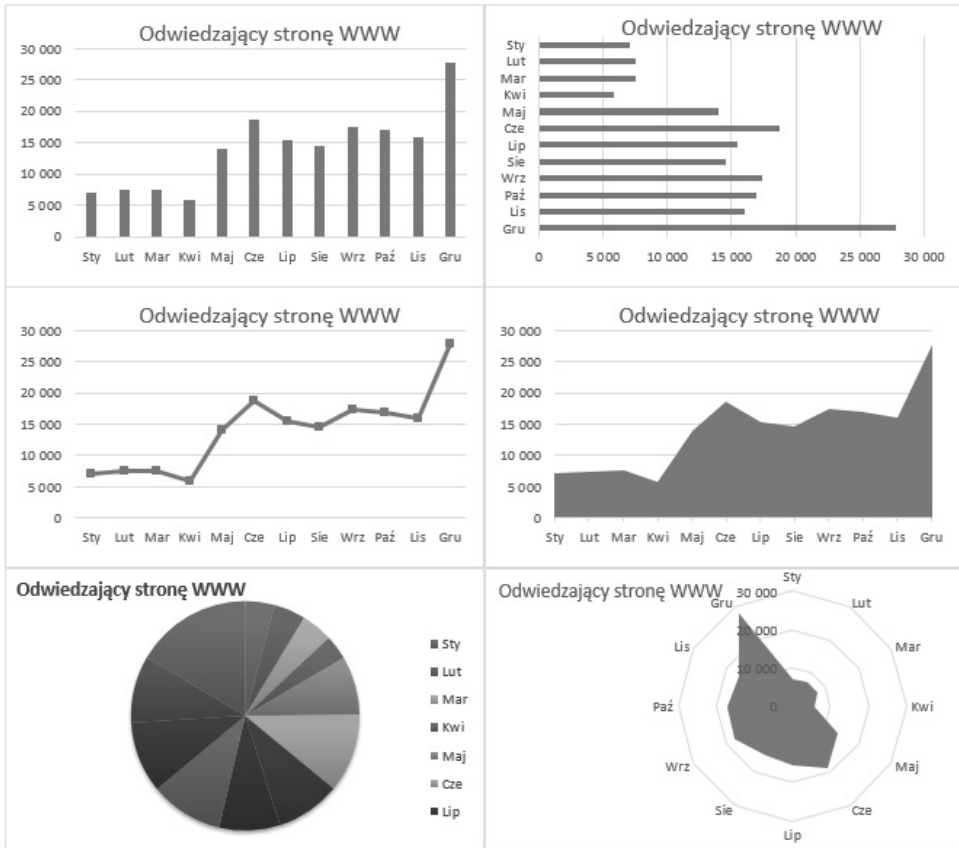 Odwiedzający stronę WWW
30 000
25 000
20 000
15 000
10 000
5 000
0
Sty Lut Mar Kwi Maj Cze Lip Sie Wrz Paź Lis Gru
Odwiedzający stronę WWW
Sty
Lut
Mar
Kwi
Maj
Cze
Lip
Sie
Wrz
Paź
Lis
Gru
0 5 000 10 000 15 000 20 000 25 000 30 000
Odwiedzający stronę WWW
30 000
25 000
20 000
15 000
10 000
5 000
0
Sty Lut Mar Kwi Maj Cze Lip Sie Wrz Paź Lis Gru
Odwiedzający stronę WWW
30 000
25 000
20 000
15 000
10 000
5 000
0
Sty Lut Mar Kwi Maj Cze Lip Sie Wrz Paź Lis Gru
Odwiedzający stronę WWW
Sty
Lut
Mar
Kwi
Maj
Cze
Lip
Odwiedzający stronę WWW
Sty
Lut
Mar
Kwi
Maj
Cze
Lip
Sie
Wrz
Paź
Lis
Gru
30 000
20 000
10 000
0